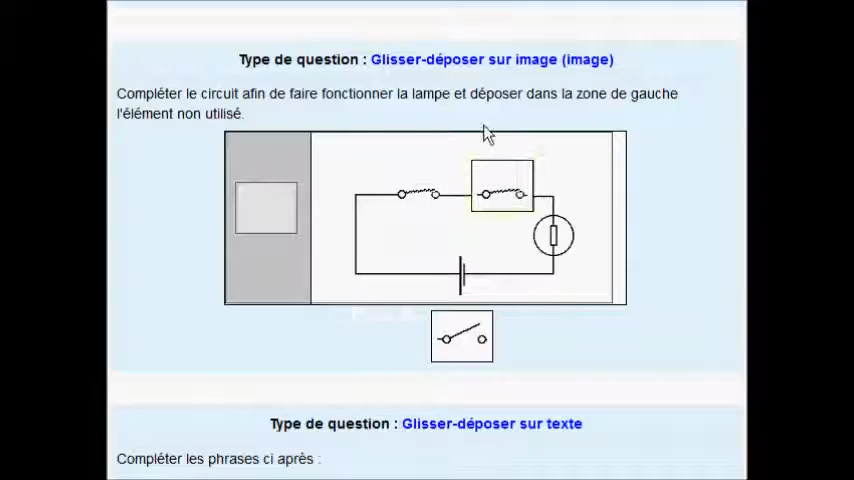 Type de question : Glisser-déposer sur image (image)
Compléter le circuit afin de faire fonctionner la lampe et déposer dans la zone de gauche
l'élément non utilisé.
Type de question : Glisser-déposer sur texte
Compléter les phrases ci après :